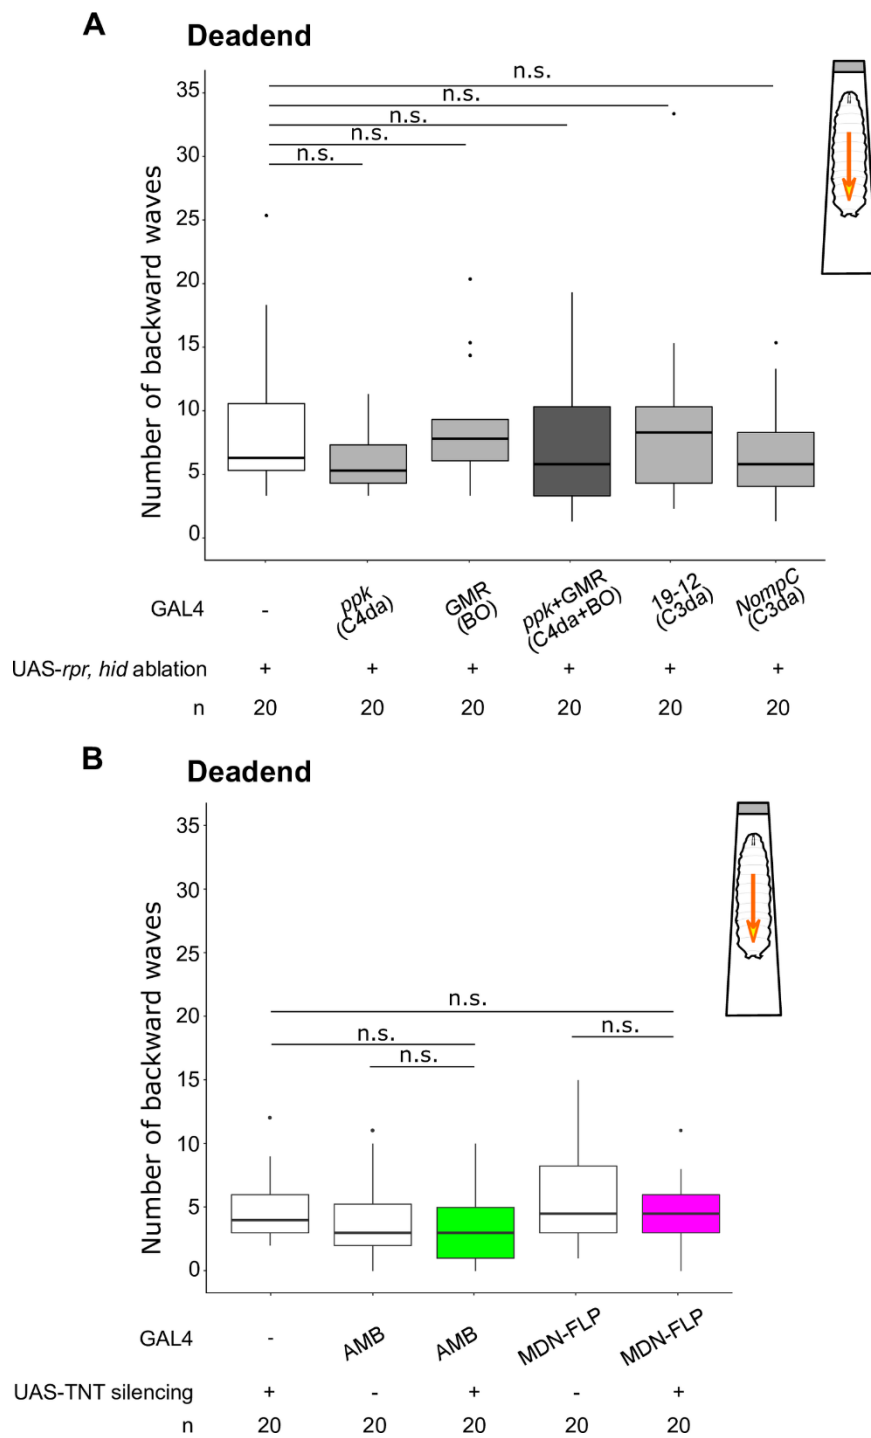 A
Deadend
n.s.
n.s.
n.s.
n.s.
n.s.
35
30
25
20
15
10
5
0
Number of backward waves
GAL4 - ppk (C4da) GMR (BO) ppk+GMR (C4da+BO) 19-12 (C3da) NompC (C3da)
UAS-rpr, hid ablation + + + + + +
n 20 20 20 20 20 20
B
Deadend
35
30
25
20
15
10
5
0
Number of backward waves
n.s.
n.s.
n.s.
n.s.
GAL4 - AMB AMB MDN-FLP MDN-FLP
UAS-TNT silencing + - + - +
n 20 20 20 20 20